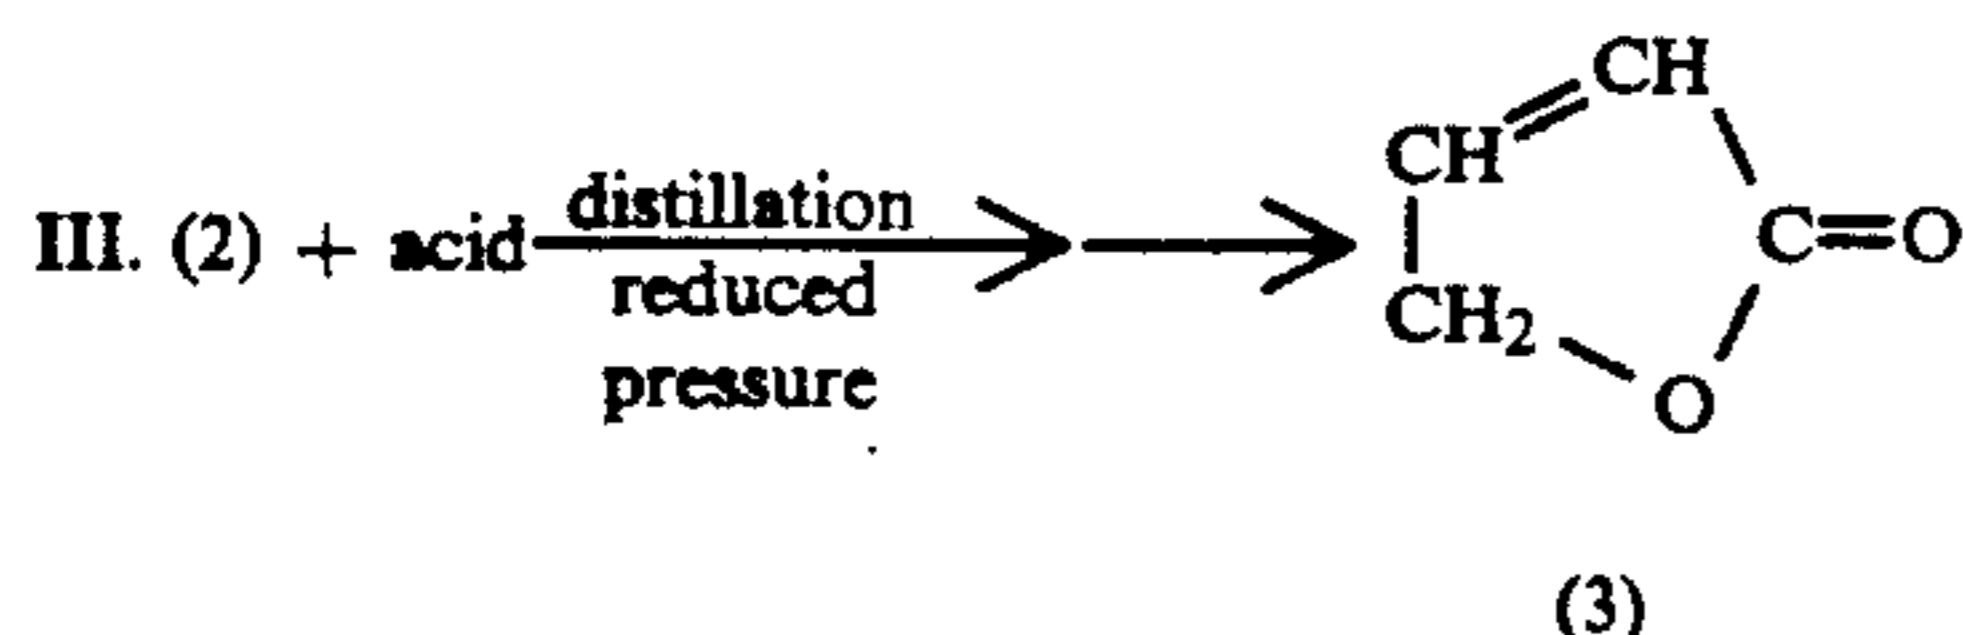 III. (2) + acid
distillation
reduced
pressure
CH
CH
C=O
CH2
O
(3)